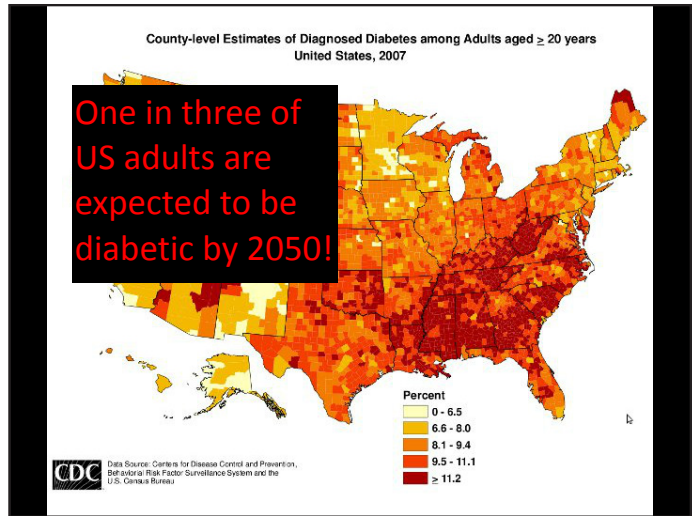 County-level Estimates of Diagnosed Diabetes among Adults aged ≥ 20 years
United States, 2007
One in three of
US adults are
expected to be
diabetic by 2050!
Percent
0 - 6.5
6.6 - 8.0
8.1 - 9.4
9.5 - 11.1
≥ 11.2
CDC
Data Source: Centers for Disease Control and Prevention,
Behavioral Risk Factor Surveillance System and the
U.S. Census Bureau